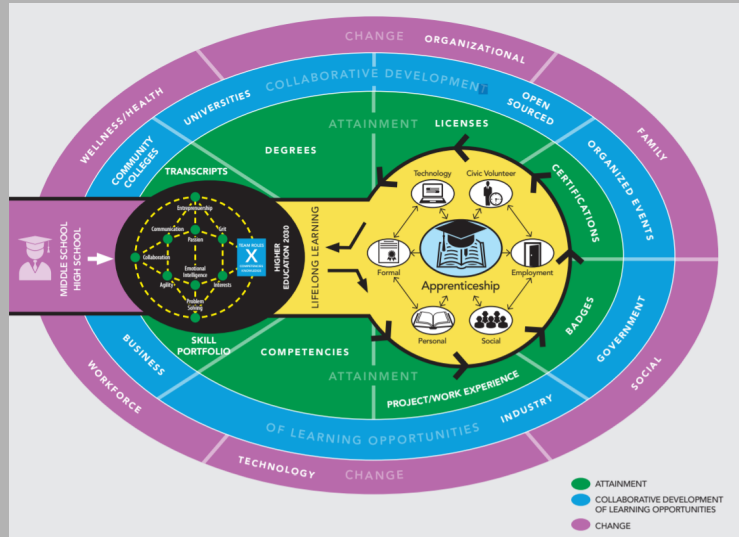 CHANGE
ORGANIZATIONAL
COLLABORATIVE DEVELOPMENT
WELLNESS/HEALTH
COMMUNITY
COLLEGES
UNIVERSITIES
OPEN
SOURCED
FAMILY
ORGANIZED EVENTS
ATTAINMENT
LICENSES
DEGREES
TRANSCRIPTS
CERTIFICATIONS
Technology
Civic Volunteer
Entrepreneurship
Communication
Grit
Passion
Collaboration
Emotional
Intelligence
Agility
Interests
Problem
Solving
TEAM ROLES
X
HIGHER
EDUCATION 2030
LIFELONG LEARNING
MIDDLE SCHOOL
HIGH SCHOOL
Formal
Employment
Apprenticeship
Personal
Social
SKILL
PORTFOLIO
COMPETENCIES
BADGES
ATTAINMENT
PROJECT/WORK EXPERIENCE
BUSINESS
GOVERNMENT
INDUSTRY
OF LEARNING OPPORTUNITIES
WORKFORCE
SOCIAL
TECHNOLOGY
CHANGE
ATTAINMENT
COLLABORATIVE DEVELOPMENT
OF LEARNING OPPORTUNITIES
CHANGE